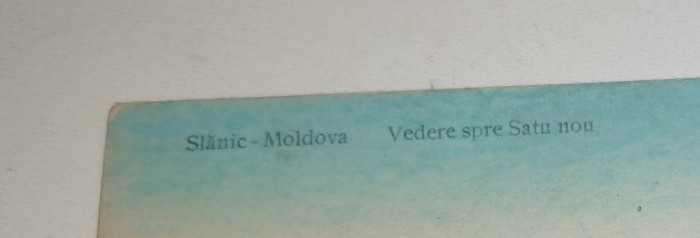 Slănic - Moldova Vedere spre Satu nou